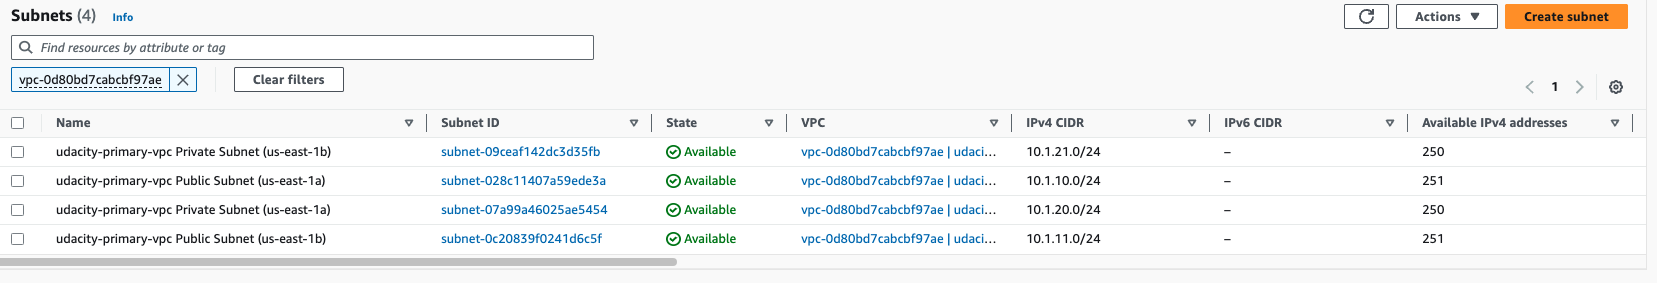 Subnets (4) Info
Actions Create subnet
Find resources by attribute or tag
vpc-0d80bd7cabcbf97ae Clear filters
1
Name Subnet ID State VPC IPv4 CIDR IPv6 CIDR Available IPv4 addresses
udacity-primary-vpc Private Subnet (us-east-1b) subnet-09ceaf142dc3d35fb Available vpc-0d80bd7cabcbf97ae | udaci... 10.1.21.0/24 – 250
udacity-primary-vpc Public Subnet (us-east-1a) subnet-028c11407a59ede3a Available vpc-0d80bd7cabcbf97ae | udaci... 10.1.10.0/24 – 251
udacity-primary-vpc Private Subnet (us-east-1a) subnet-07a99a46025ae5454 Available vpc-0d80bd7cabcbf97ae | udaci... 10.1.20.0/24 – 250
udacity-primary-vpc Public Subnet (us-east-1b) subnet-0c20839f0241d6c5f Available vpc-0d80bd7cabcbf97ae | udaci... 10.1.11.0/24 – 251